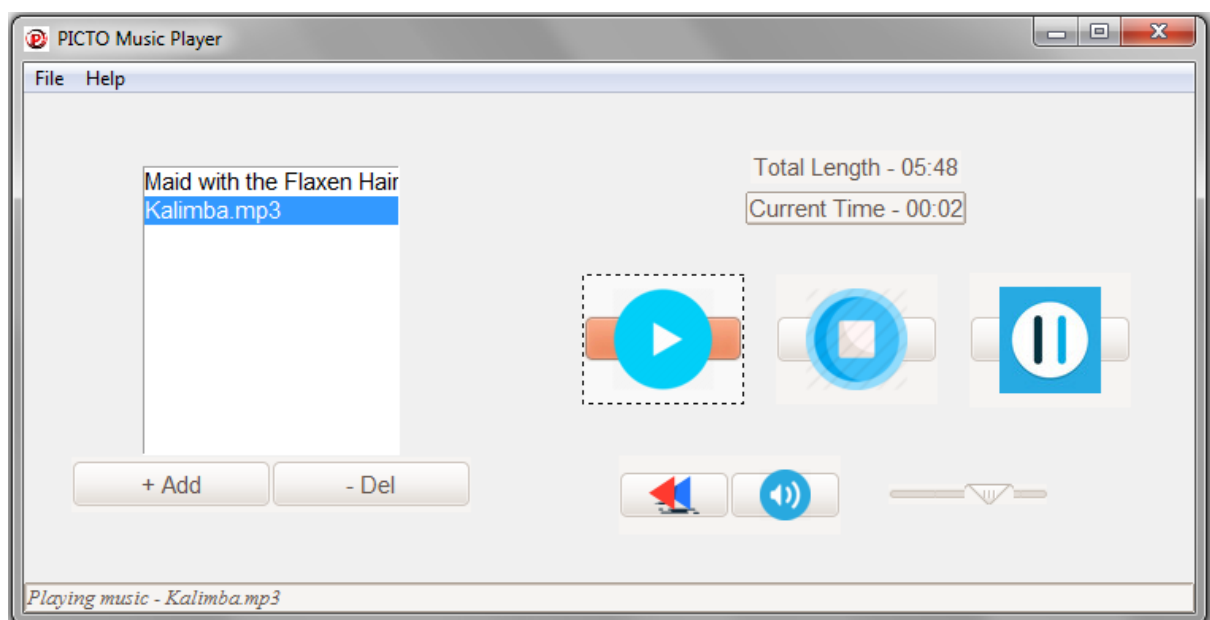 PICTO Music Player
File Help
Maid with the Flaxen Hair
Kalimba.mp3
+ Add - Del
Total Length - 05:48
Current Time - 00:02
Playing music - Kalimba.mp3